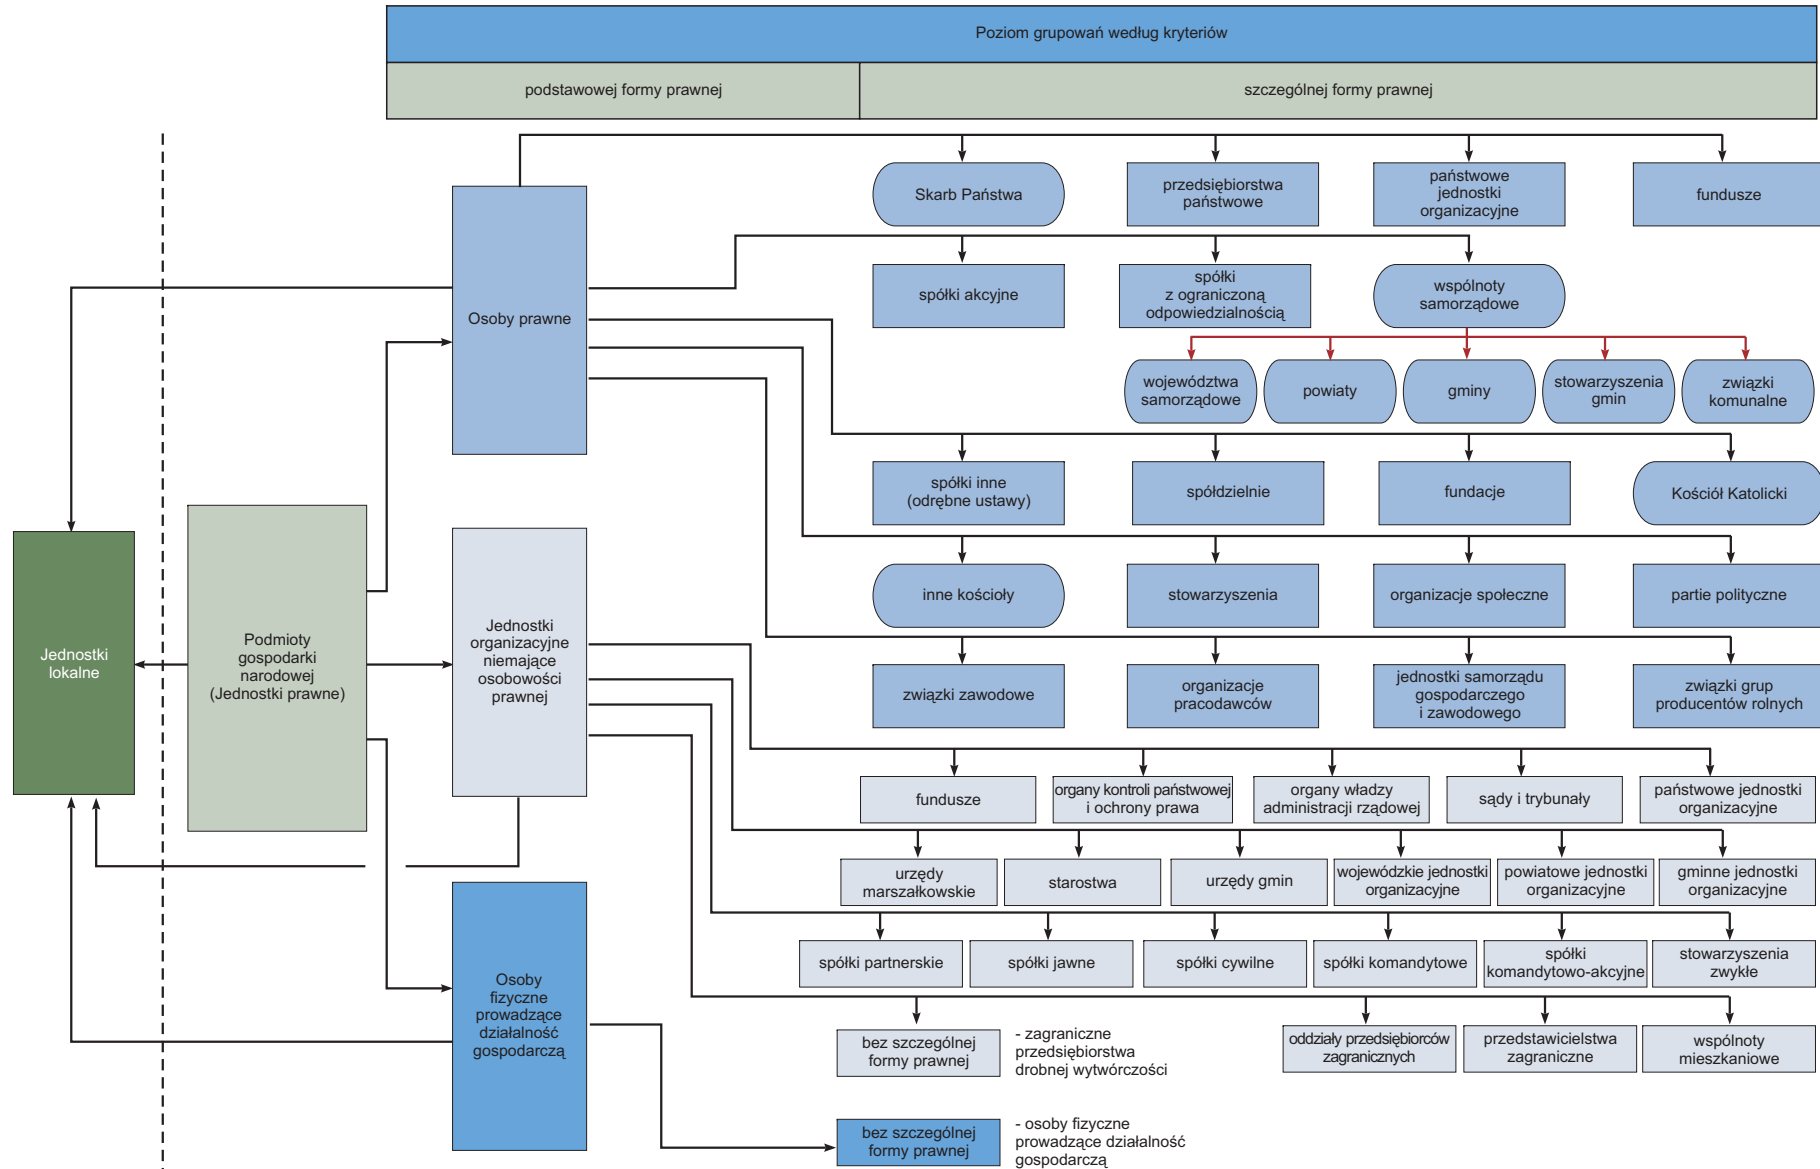 Poziom grupowań według kryteriów
podstawowej formy prawnej
szczególnej formy prawnej
Skarb Państwa
przedsiębiorstwa
państwowe
państwowe
jednostki
organizacyjne
fundusze
Osoby prawne
spółki akcyjne
spółki
z ograniczoną
odpowiedzialnością
wspólnoty
samorządowe
województwa
samorządowe
powiaty
gminy
stowarzyszenia
gmin
związki
komunalne
spółki inne
(odrębne ustawy)
spółdzielnie
fundacje
Kościół Katolicki
inne kościoły
stowarzyszenia
organizacje społeczne
partie polityczne
Jednostki
lokalne
Podmioty
gospodarki
narodowej
(Jednostki prawne)
Jednostki
organizacyjne
niemające
osobowości
prawnej
związki zawodowe
organizacje
pracodawców
jednostki samorządu
gospodarczego
i zawodowego
związki grup
producentów rolnych
fundusze
organy kontroli państwowej
i ochrony prawa
organy władzy
administracji rządowej
sądy i trybunały
państwowe jednostki
organizacyjne
urzędy
marszałkowskie
starostwa
urzędy gmin
wojewódzkie jednostki
organizacyjne
powiatowe jednostki
organizacyjne
gminne jednostki
organizacyjne
spółki partnerskie
spółki jawne
spółki cywilne
spółki komandytowe
spółki
komandytowo-akcyjne
stowarzyszenia
zwykłe
Osoby
fizyczne
prowadzące
działalność
gospodarczą
bez szczególnej
formy prawnej
- zagraniczne
przedsiębiorstwa
drobnej wytwórczości
oddziały przedsiębiorców
zagranicznych
przedstawicielstwa
zagraniczne
wspólnoty
mieszkaniowe
bez szczególnej
formy prawnej
- osoby fizyczne
prowadzące działalność
gospodarczą